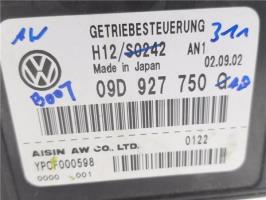 AW
GETRIEBESTEUERUNG
311
H12/S0242 AN1
Made in Japan 02.09.02
BOOT
09D 927 750
AISIN AW CO., LTD.
YPCF000598 0122
0000 001